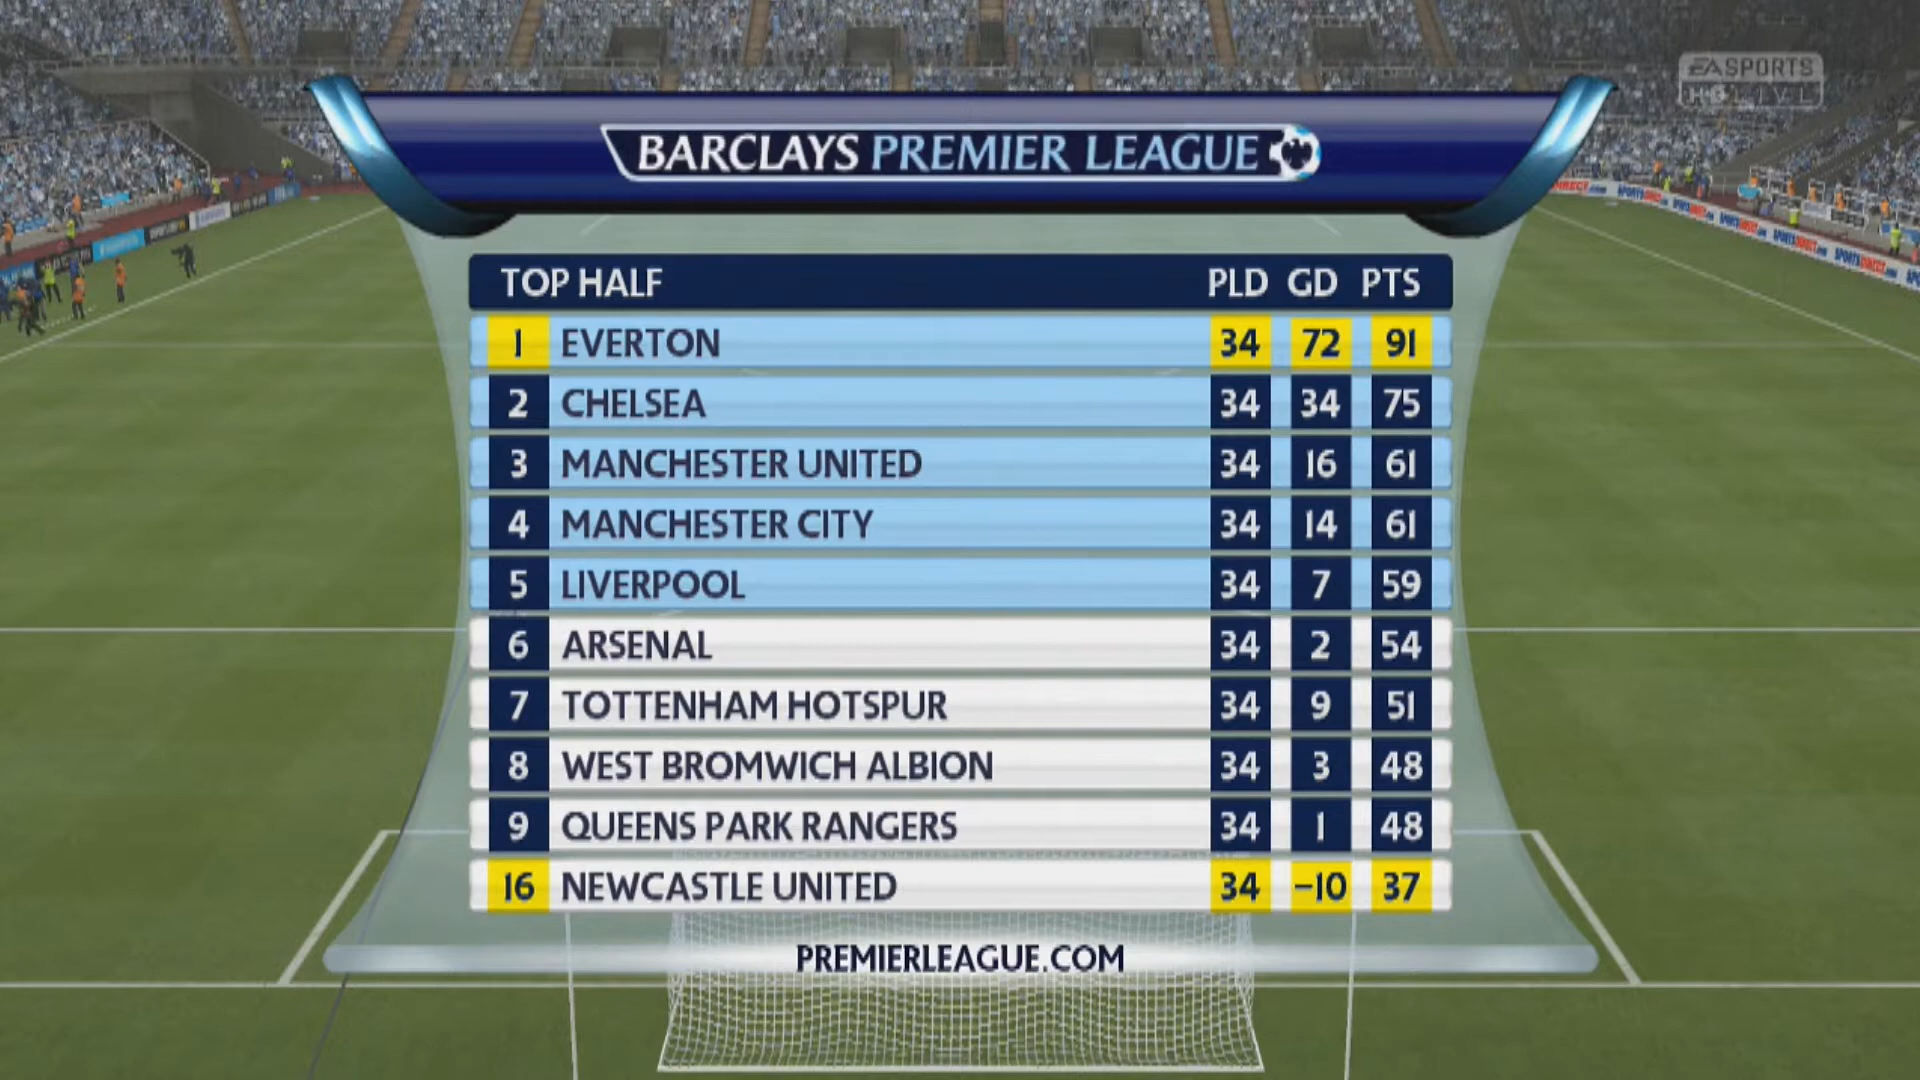 EA SPORTS
BARCLAYS PREMIER LEAGUE
TOP HALF PLD GD PTS
1 EVERTON 34 72 91
2 CHELSEA 34 34 75
3 MANCHESTER UNITED 34 16 61
4 MANCHESTER CITY 34 14 61
5 LIVERPOOL 34 7 59
6 ARSENAL 34 2 54
7 TOTTENHAM HOTSPUR 34 9 51
8 WEST BROMWICH ALBION 34 3 48
9 QUEENS PARK RANGERS 34 1 48
16 NEWCASTLE UNITED 34 -10 37
PREMIERLEAGUE.COM